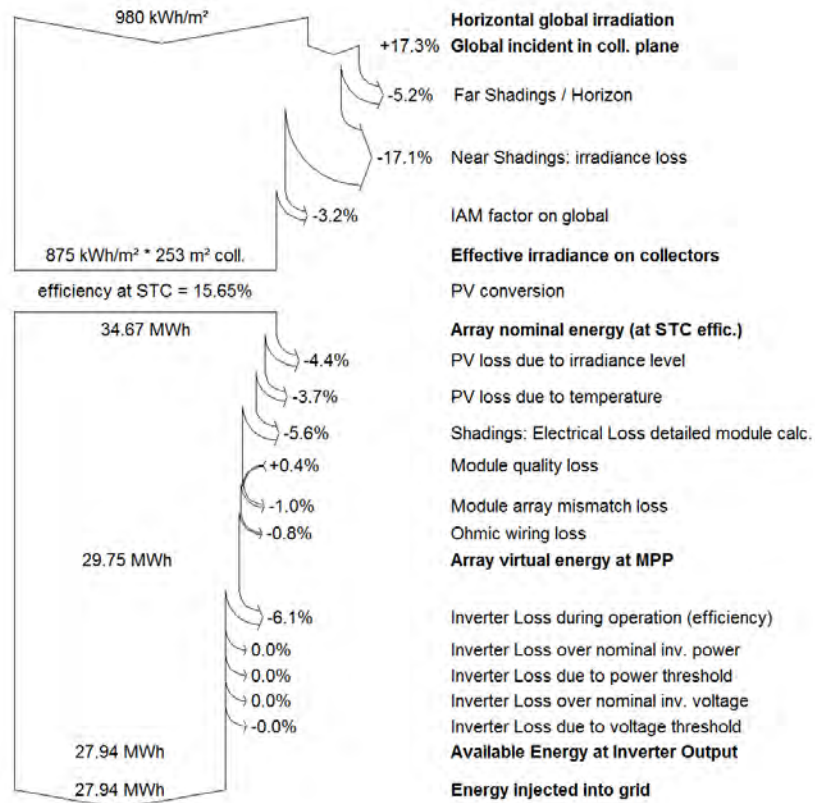 980 kWh/m² Horizontal global irradiation
+17.3% Global incident in coll. plane
-5.2% Far Shadings / Horizon
-17.1% Near Shadings: irradiance loss
-3.2% IAM factor on global
875 kWh/m² * 253 m² coll. Effective irradiance on collectors
efficiency at STC = 15.65% PV conversion
34.67 MWh Array nominal energy (at STC effic.)
-4.4% PV loss due to irradiance level
-3.7% PV loss due to temperature
-5.6% Shadings: Electrical Loss detailed module calc.
+0.4% Module quality loss
-1.0% Module array mismatch loss
-0.8% Ohmic wiring loss
29.75 MWh Array virtual energy at MPP
-6.1% Inverter Loss during operation (efficiency)
0.0% Inverter Loss over nominal inv. power
0.0% Inverter Loss due to power threshold
0.0% Inverter Loss over nominal inv. voltage
-0.0% Inverter Loss due to voltage threshold
27.94 MWh Available Energy at Inverter Output
27.94 MWh Energy injected into grid